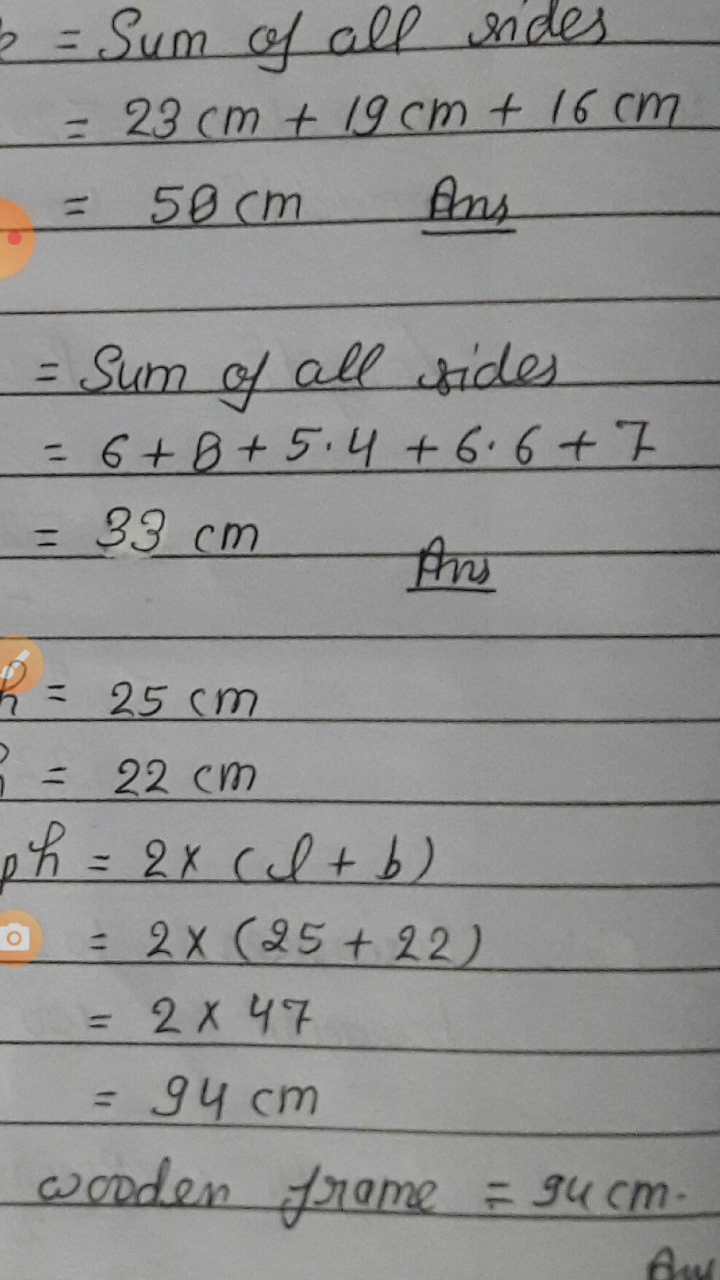 = Sum of all sides
= 23 cm + 19 cm + 16 cm
= 58 cm Ans
= Sum of all sides
= 6 + 8 + 5.4 + 6.6 + 7
= 33 cm
Ans
h = 25 cm
= 22 cm
ph = 2 x (l + b)
= 2 x (25 + 22)
= 2 x 47
= 94 cm
wooden frame = 94 cm.
Ans